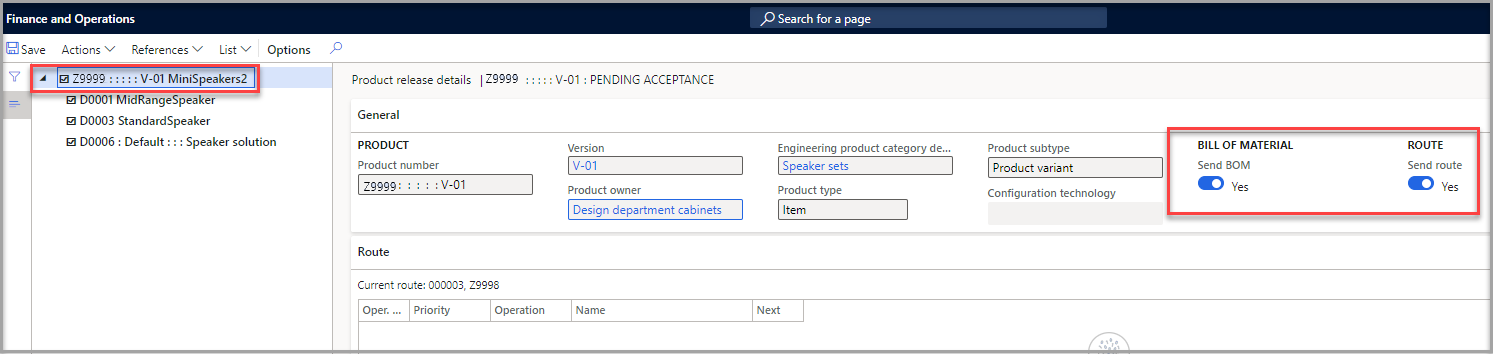 Finance and Operations
Search for a page
Save Actions References List Options
Z9999 : : : : : V-01 MiniSpeakers2
D0001 MidRangeSpeaker
D0003 StandardSpeaker
D0006 : Default : : : Speaker solution
Product release details | Z9999 : : : : : V-01 : PENDING ACCEPTANCE
General
PRODUCT
Product number
Z9999: : : : : V-01
Version
V-01
Product owner
Design department cabinets
Engineering product category de...
Speaker sets
Product type
Item
Product subtype
Product variant
Configuration technology
BILL OF MATERIAL
Send BOM
Yes
ROUTE
Send route
Yes
Route
Current route: 000003, Z9998
Oper. ... Priority Operation Name Next